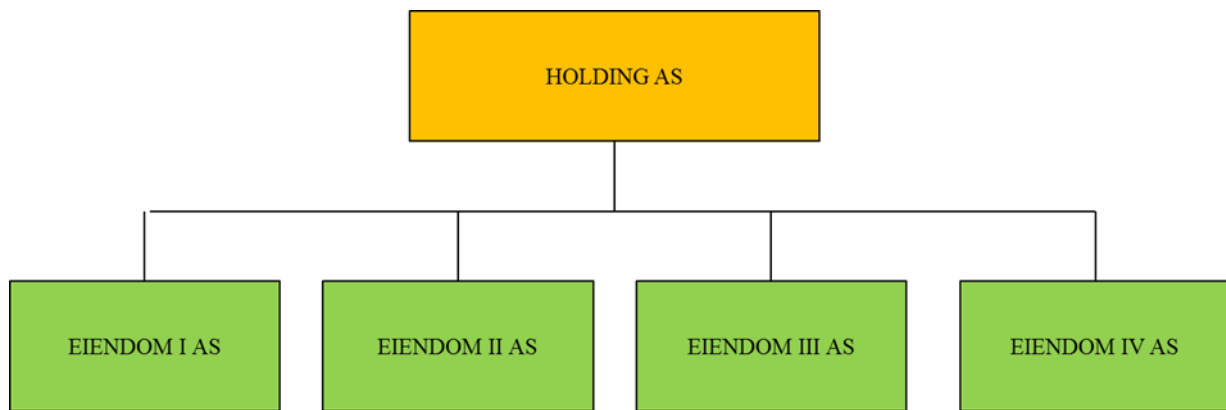 HOLDING AS
EIENDOM I AS
EIENDOM II AS
EIENDOM III AS
EIENDOM IV AS